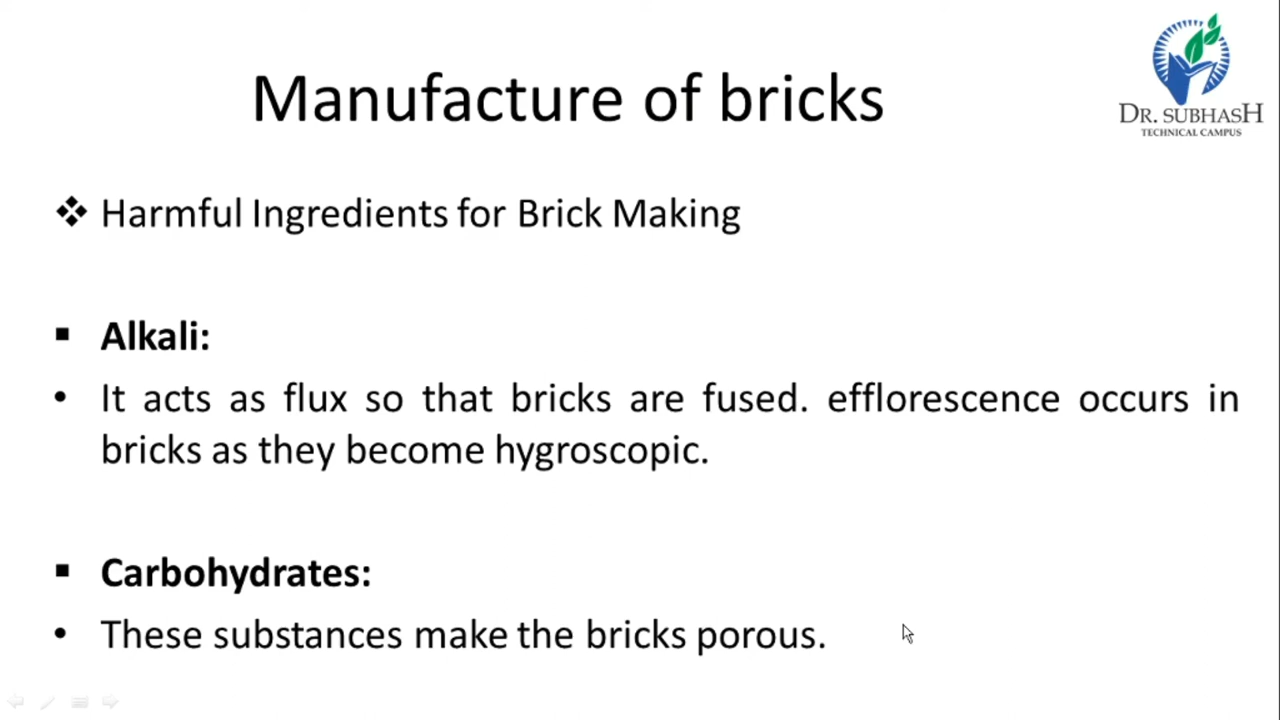 DR. SUBHASH
TECHNICAL CAMPUS
Manufacture of bricks
❖ Harmful Ingredients for Brick Making
▪ Alkali:
• It acts as flux so that bricks are fused. efflorescence occurs in
bricks as they become hygroscopic.
▪ Carbohydrates:
• These substances make the bricks porous.